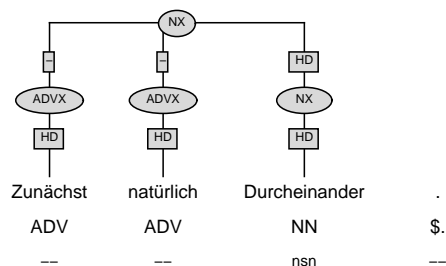 NX
– – HD
ADVX ADVX NX
HD HD HD
Zunächst natürlich Durcheinander .
ADV ADV NN $.
–– –– nsn ––